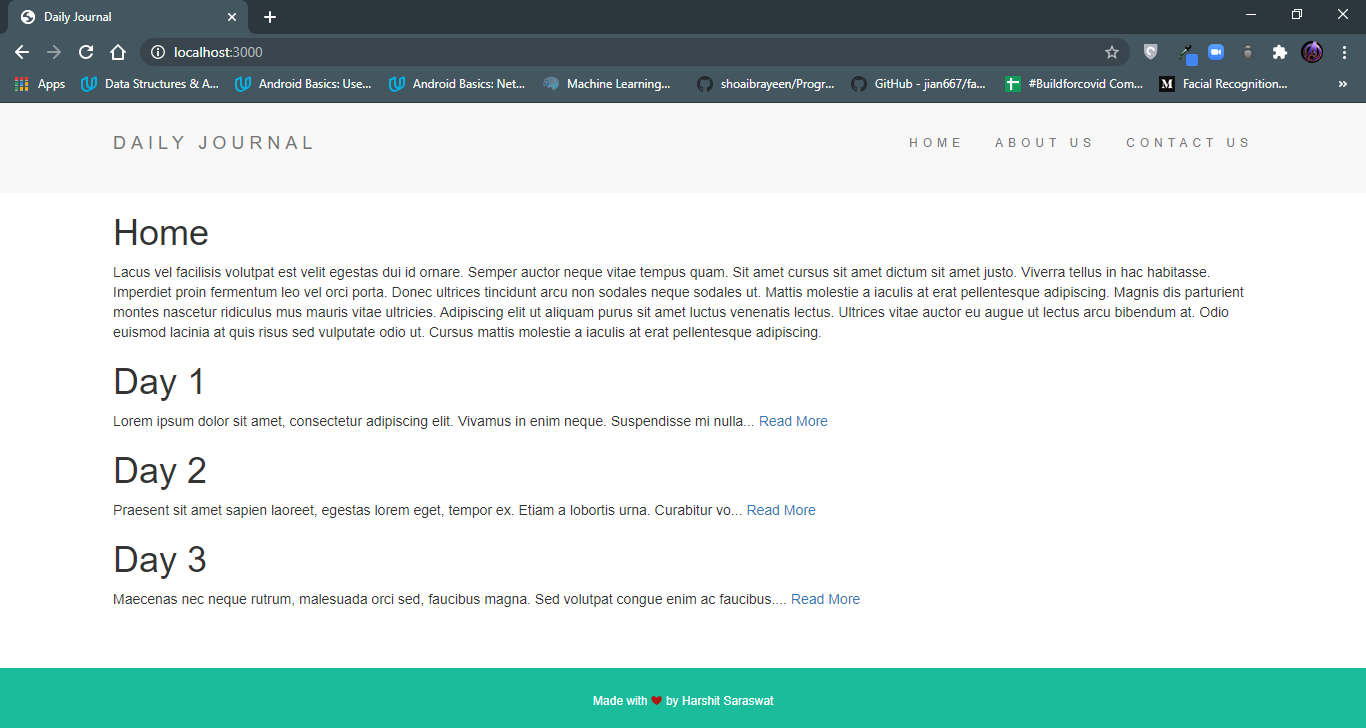 Daily Journal
localhost:3000
Apps
Data Structures & A...
Android Basics: Use...
Android Basics: Net...
Machine Learning...
shoaibrayeen/Progr...
GitHub - jian667/fa...
#Buildforcovid Com...
M
Facial Recognition...
DAILY JOURNAL
HOME
ABOUT US
CONTACT US
Home
Lacus vel facilisis volutpat est velit egestas dui id ornare. Semper auctor neque vitae tempus quam. Sit amet cursus sit amet dictum sit amet justo. Viverra tellus in hac habitasse.
Imperdiet proin fermentum leo vel orci porta. Donec ultrices tincidunt arcu non sodales neque sodales ut. Mattis molestie a iaculis at erat pellentesque adipiscing. Magnis dis parturient
montes nascetur ridiculus mus mauris vitae ultricies. Adipiscing elit ut aliquam purus sit amet luctus venenatis lectus. Ultrices vitae auctor eu augue ut lectus arcu bibendum at. Odio
euismod lacinia at quis risus sed vulputate odio ut. Cursus mattis molestie a iaculis at erat pellentesque adipiscing.
Day 1
Lorem ipsum dolor sit amet, consectetur adipiscing elit. Vivamus in enim neque. Suspendisse mi nulla... Read More
Day 2
Praesent sit amet sapien laoreet, egestas lorem eget, tempor ex. Etiam a lobortis urna. Curabitur vo... Read More
Day 3
Maecenas nec neque rutrum, malesuada orci sed, faucibus magna. Sed volutpat congue enim ac faucibus.... Read More
Made with ❤ by Harshit Saraswat